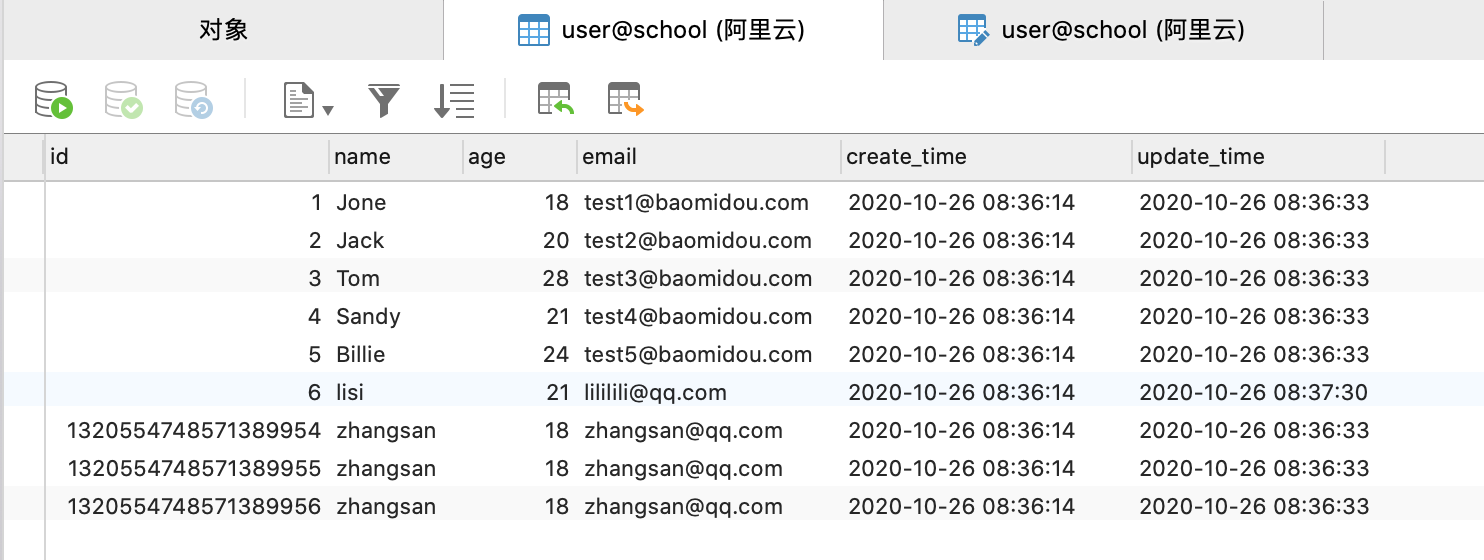 对象 user@school (阿里云) user@school (阿里云)
id name age email create_time update_time
1 Jone 18 test1@baomidou.com 2020-10-26 08:36:14 2020-10-26 08:36:33
2 Jack 20 test2@baomidou.com 2020-10-26 08:36:14 2020-10-26 08:36:33
3 Tom 28 test3@baomidou.com 2020-10-26 08:36:14 2020-10-26 08:36:33
4 Sandy 21 test4@baomidou.com 2020-10-26 08:36:14 2020-10-26 08:36:33
5 Billie 24 test5@baomidou.com 2020-10-26 08:36:14 2020-10-26 08:36:33
6 lisi 21 lililili@qq.com 2020-10-26 08:36:14 2020-10-26 08:37:30
1320554748571389954 zhangsan 18 zhangsan@qq.com 2020-10-26 08:36:14 2020-10-26 08:36:33
1320554748571389955 zhangsan 18 zhangsan@qq.com 2020-10-26 08:36:14 2020-10-26 08:36:33
1320554748571389956 zhangsan 18 zhangsan@qq.com 2020-10-26 08:36:14 2020-10-26 08:36:33